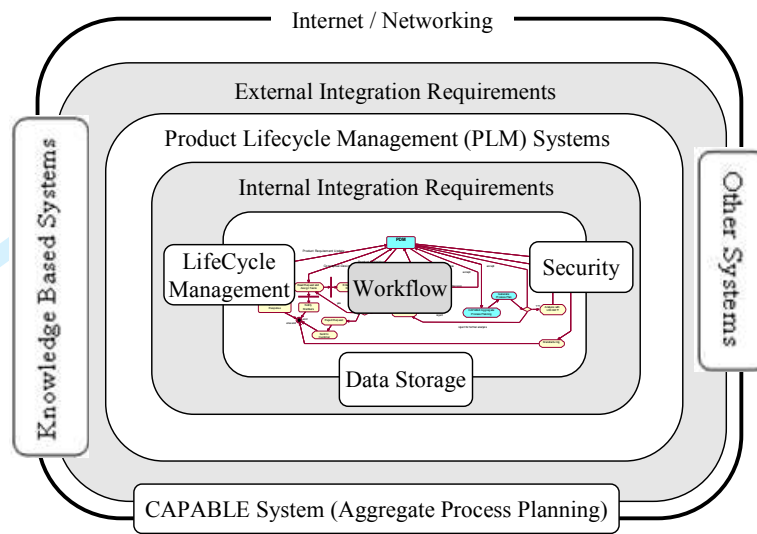 Internet / Networking
External Integration Requirements
Product Lifecycle Management (PLM) Systems
Internal Integration Requirements
Knowledge Based Systems
Other Systems
PDM
LifeCycle
Management
Workflow
Security
Data Storage
CAPABLE System (Aggregate Process Planning)